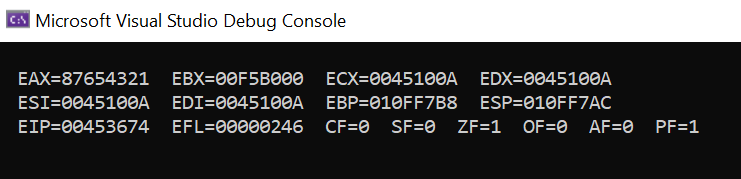 C:\ Microsoft Visual Studio Debug Console
EAX=87654321 EBX=00F5B000 ECX=0045100A EDX=0045100A
ESI=0045100A EDI=0045100A EBP=010FF7B8 ESP=010FF7AC
EIP=00453674 EFL=00000246 CF=0 SF=0 ZF=1 OF=0 AF=0 PF=1